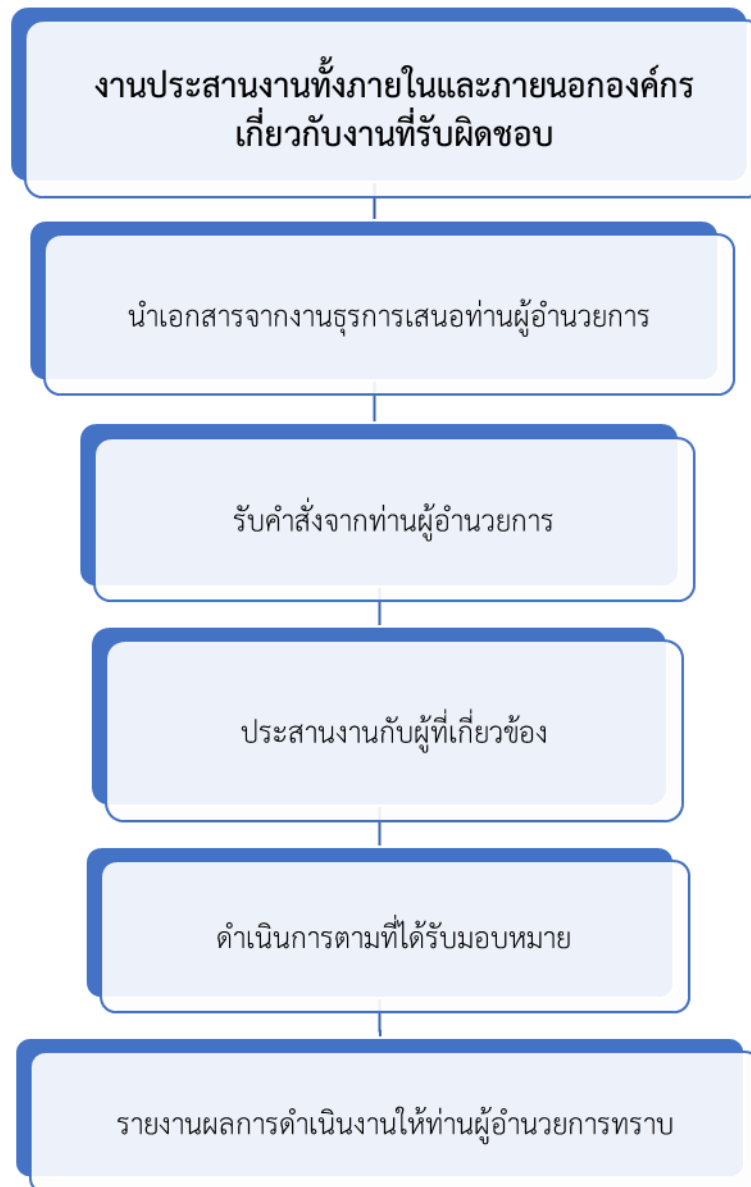 งานประสานงานทั้งภายในและภายนอกองค์กร
เกี่ยวกับงานที่รับผิดชอบ
นำเอกสารจากงานธุรการเสนอท่านผู้อำนวยการ
รับคำสั่งจากท่านผู้อำนวยการ
ประสานงานกับผู้ที่เกี่ยวข้อง
ดำเนินการตามที่ได้รับมอบหมาย
รายงานผลการดำเนินงานให้ท่านผู้อำนวยการทราบ